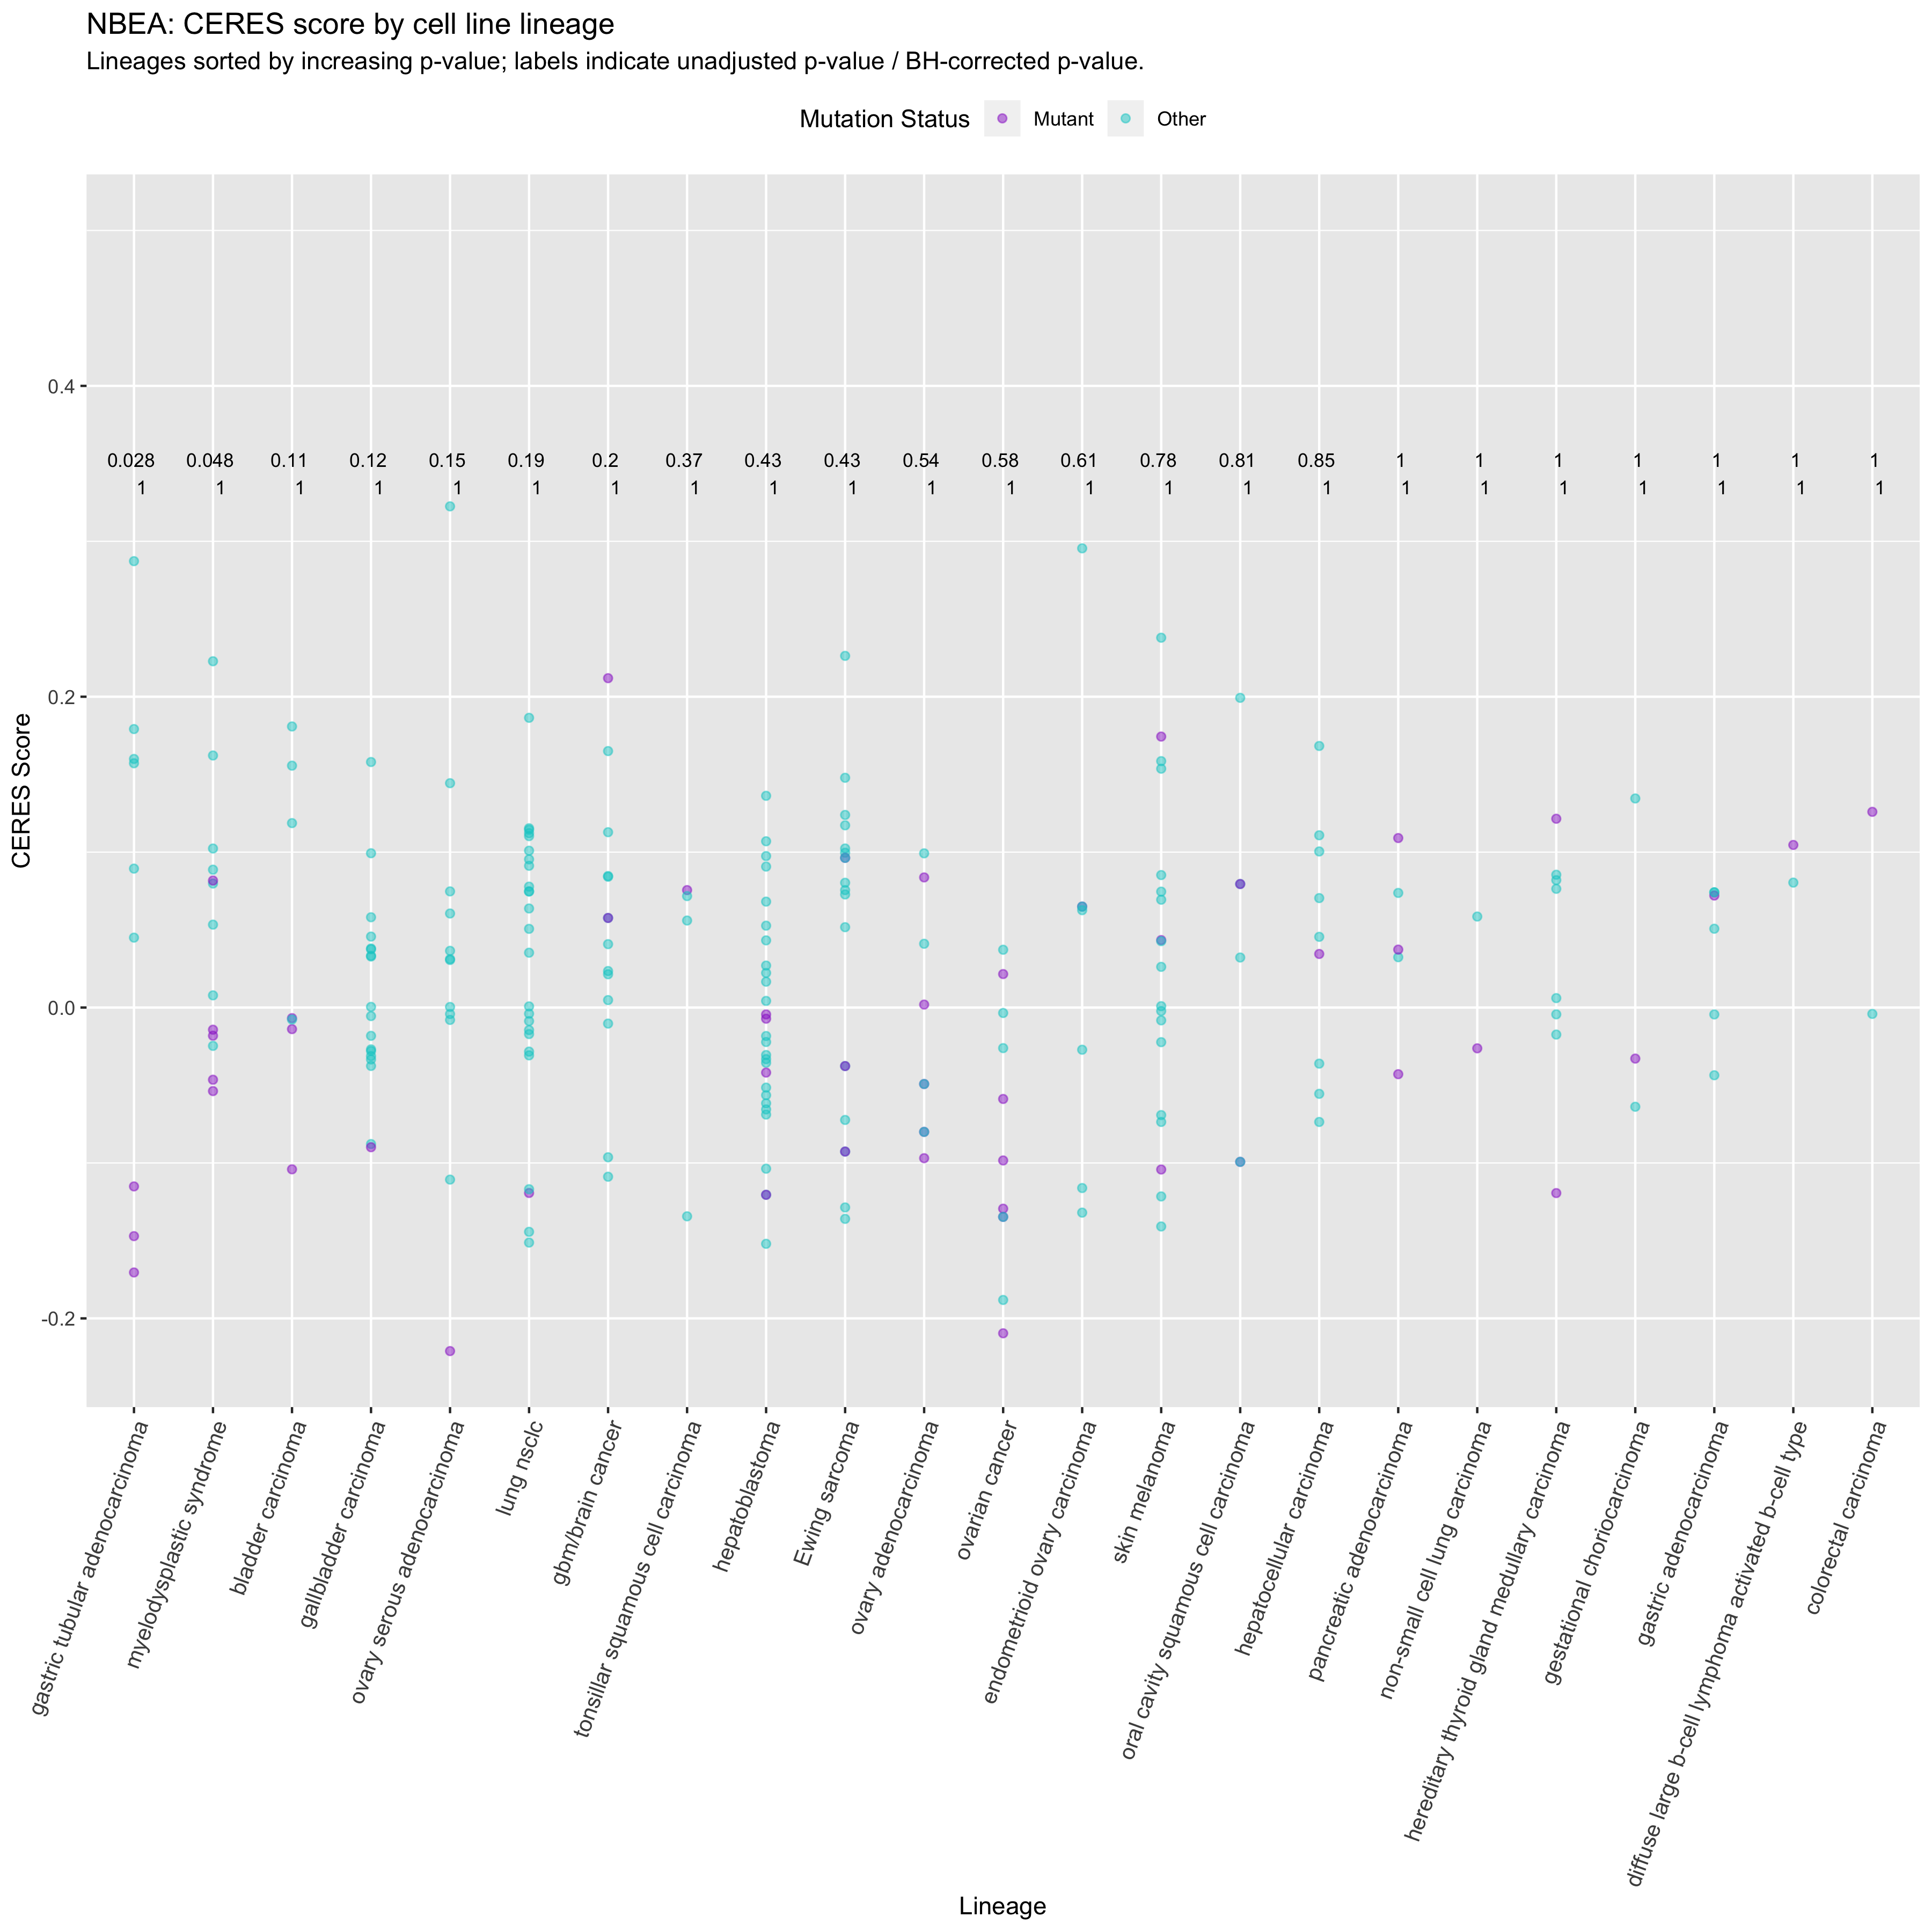 NBEA: CERES score by cell line lineage
Lineages sorted by increasing p-value; labels indicate unadjusted p-value / BH-corrected p-value.
Mutation Status Mutant Other
0.4
0.028 0.048 0.11 0.12 0.15 0.19 0.2 0.37 0.43 0.43 0.54 0.58 0.61 0.78 0.81 0.85 1 1 1 1 1 1 1
1 1 1 1 1 1 1 1 1 1 1 1 1 1 1 1 1 1 1 1 1 1 1
0.2
CERES Score
0.0
-0.2
gastric tubular adenocarcinoma
myelodysplastic syndrome
bladder carcinoma
gallbladder carcinoma
ovary serous adenocarcinoma
lung nsclc
gbm/brain cancer
tonsillar squamous cell carcinoma
hepatoblastoma
Ewing sarcoma
ovary adenocarcinoma
ovarian cancer
endometrioid ovary carcinoma
skin melanoma
oral cavity squamous cell carcinoma
hepatocellular carcinoma
pancreatic adenocarcinoma
non-small cell lung carcinoma
hereditary thyroid gland medullary carcinoma
gestational choriocarcinoma
gastric adenocarcinoma
diffuse large b-cell lymphoma activated b-cell type
colorectal carcinoma
Lineage